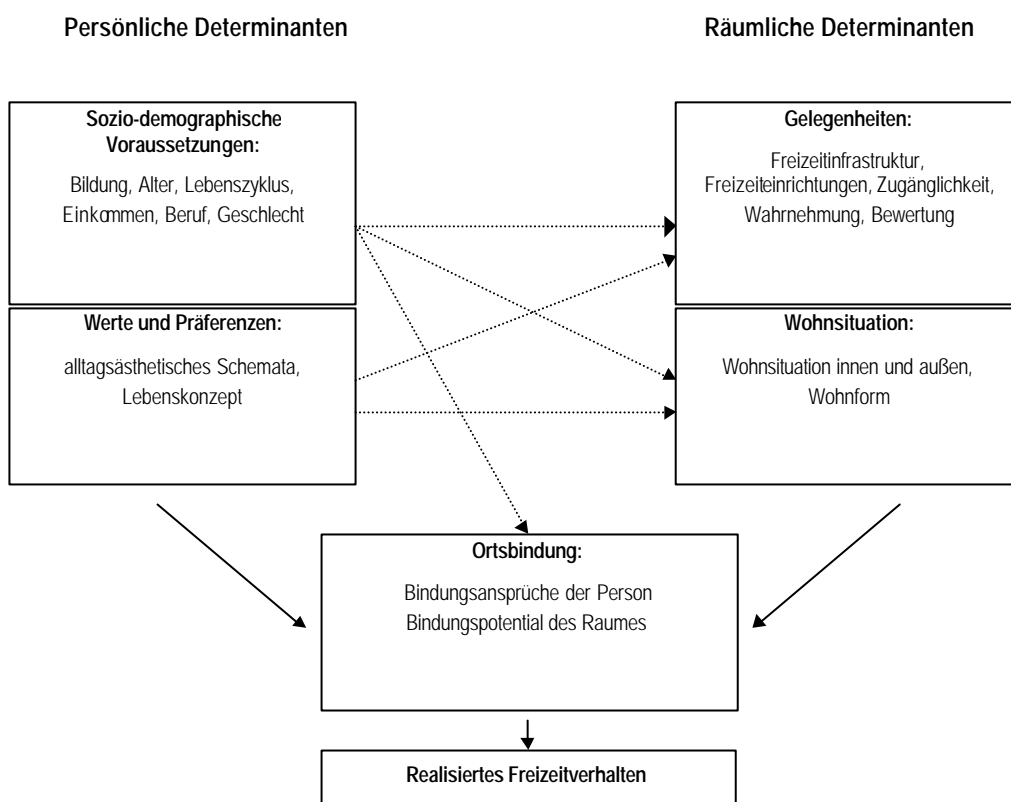 Persönliche Determinanten
Räumliche Determinanten
Sozio-demographische
Voraussetzungen:
Bildung, Alter, Lebenszyklus,
Einkommen, Beruf, Geschlecht
Gelegenheiten:
Freizeitinfrastruktur,
Freizeiteinrichtungen, Zugänglichkeit,
Wahrnehmung, Bewertung
Werte und Präferenzen:
alltagsästhetisches Schemata,
Lebenskonzept
Wohnsituation:
Wohnsituation innen und außen,
Wohnform
Ortsbindung:
Bindungsansprüche der Person
Bindungspotential des Raumes
Realisiertes Freizeitverhalten